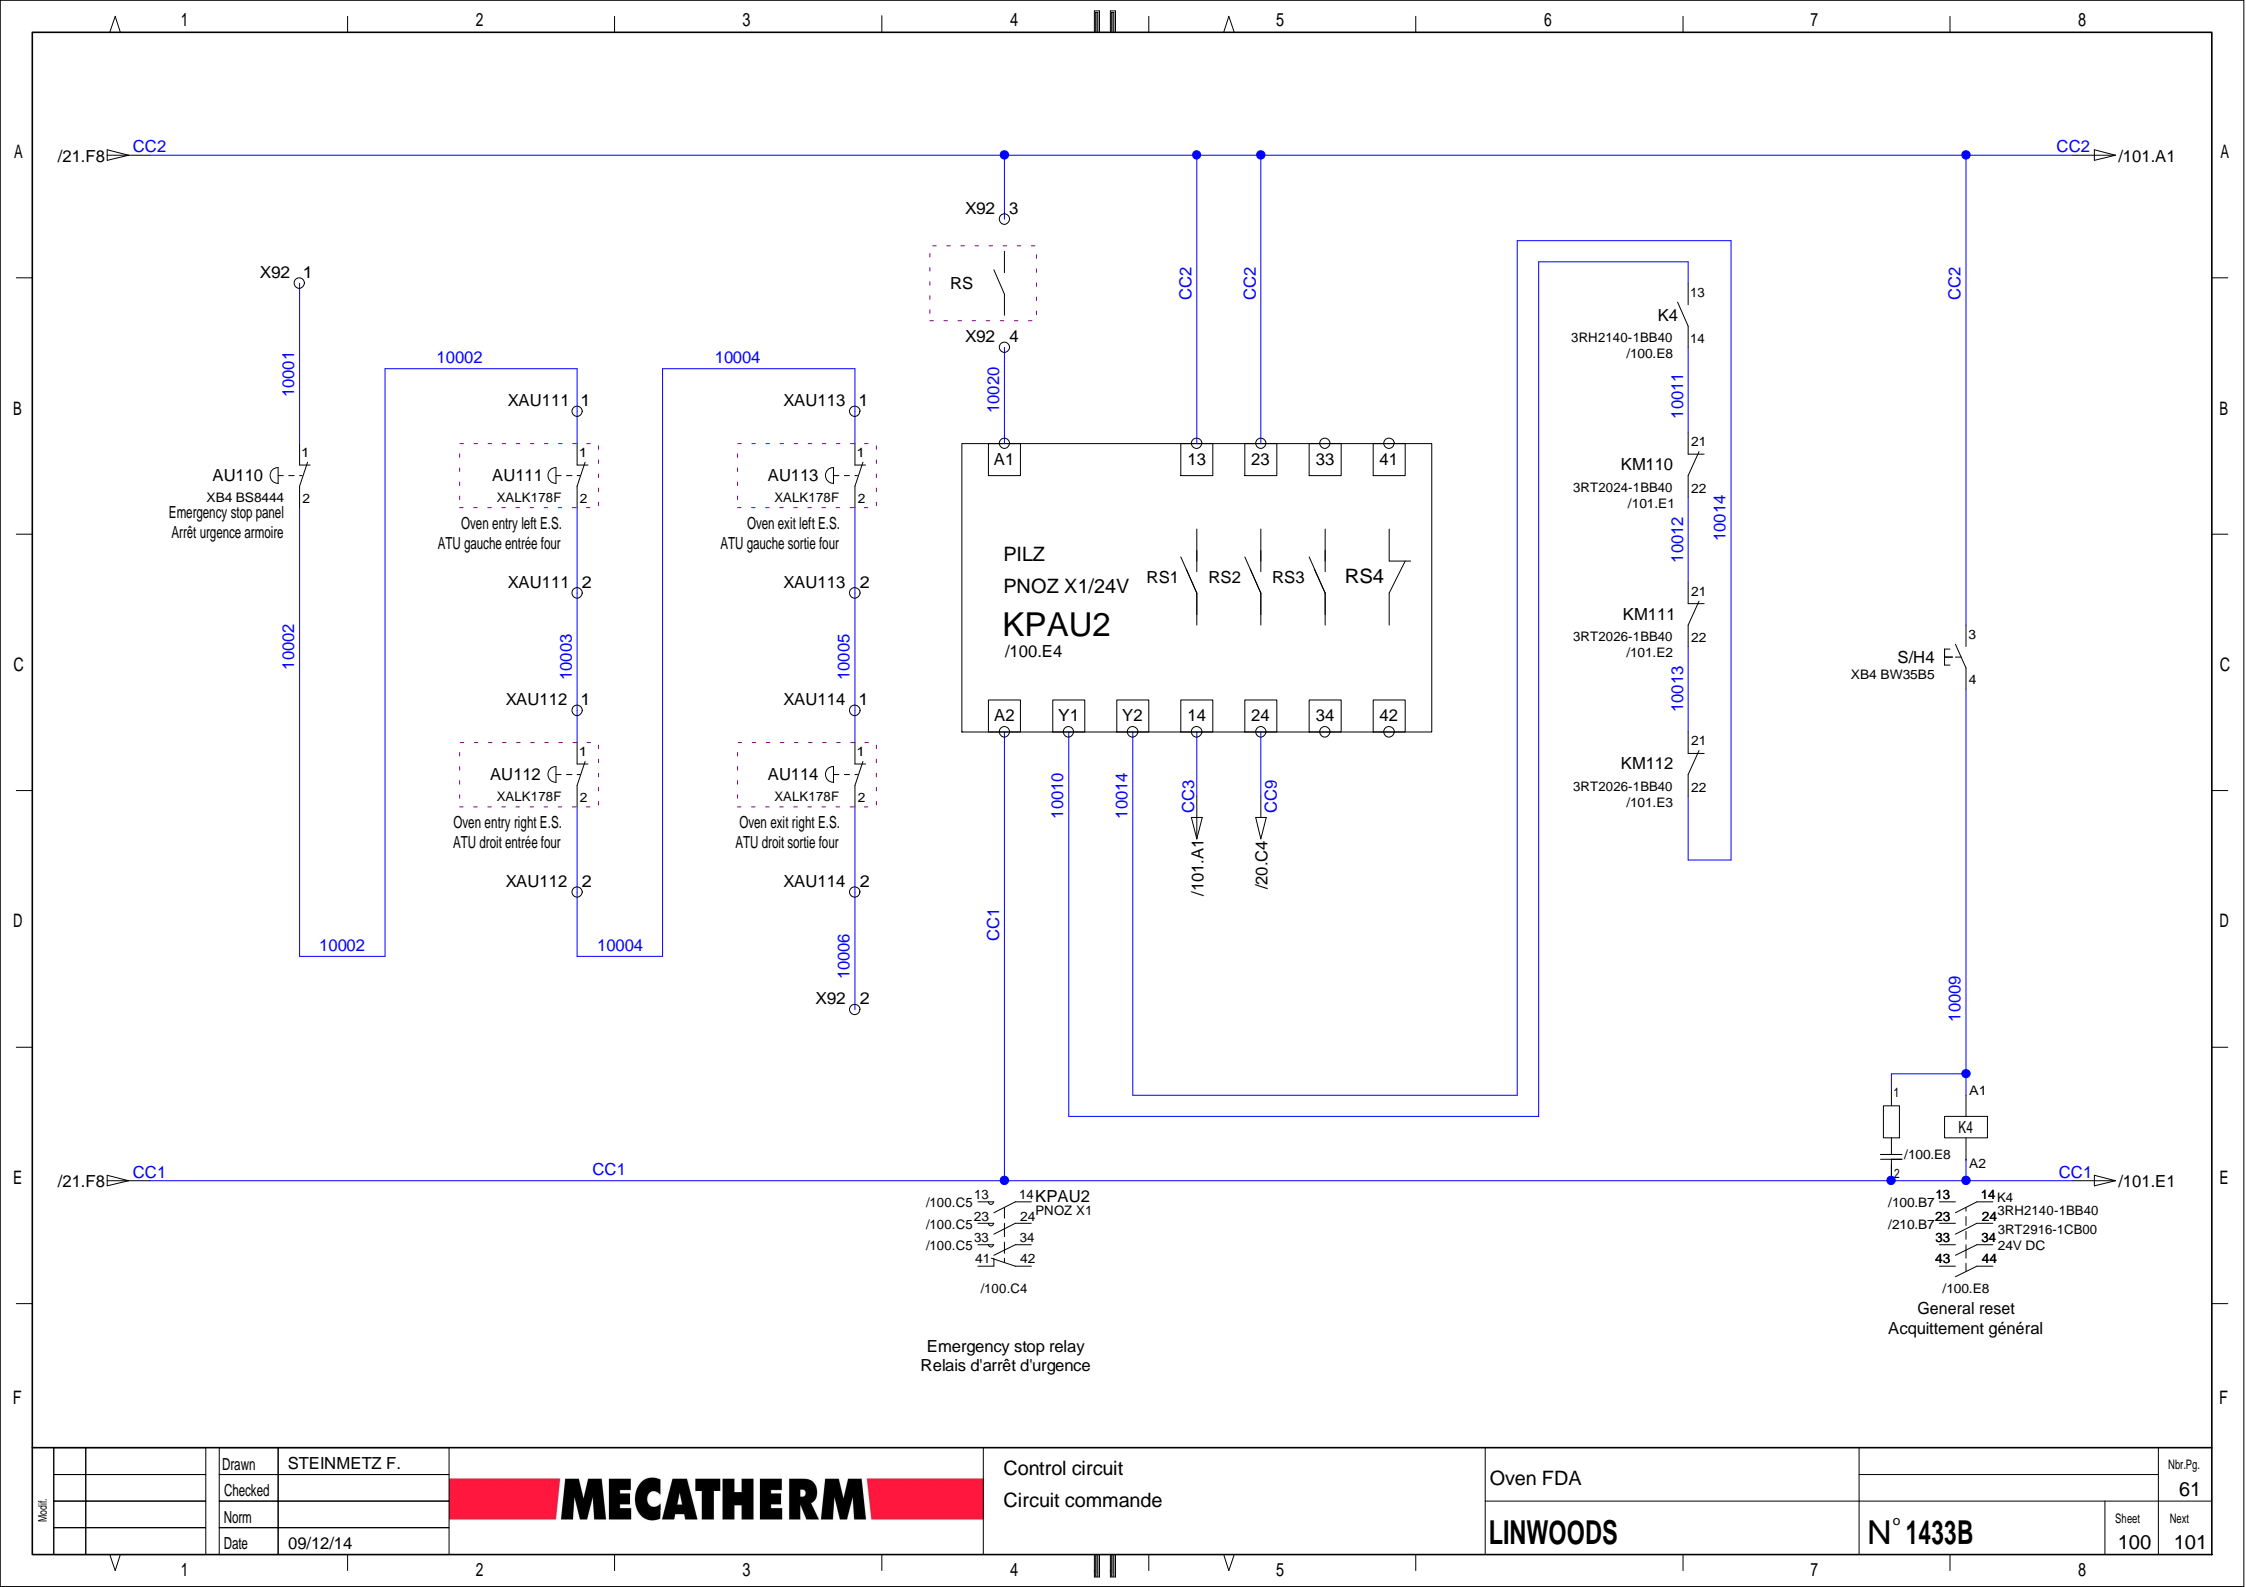 1 2 3 4 5 6 7 8
A
/21.F8 CC2
CC2 /101.A1
A
X92 3
X92 1
RS
CC2
CC2
CC2
13
K4
3RH2140-1BB40
14
/100.E8
X92 4
10001
10002
10004
10020
10011
B
B
XAU111 1
XAU113 1
1
AU110
XB4 BS8444
2
Emergency stop panel
Arrêt urgence armoire
1
AU111
XALK178F
2
Oven entry left E.S.
ATU gauche entrée four
1
AU113
XALK178F
2
Oven exit left E.S.
ATU gauche sortie four
A1 13 23 33 41
21
KM110
3RT2024-1BB40
22
/101.E1
10014
10012
PILZ
PNOZ X1/24V
KPAU2
/100.E4
RS1 RS2 RS3 RS4
XAU111 2
XAU113 2
21
KM111
3RT2026-1BB40
22
/101.E2
10002
10003
10005
10013
C
C
3
S/H4
XB4 BW35B5
4
XAU112 1
XAU114 1
A2 Y1 Y2 14 24 34 42
1
AU112
XALK178F
2
Oven entry right E.S.
ATU droit entrée four
1
AU114
XALK178F
2
Oven exit right E.S.
ATU droit sortie four
21
KM112
3RT2026-1BB40
22
/101.E3
10010
10014
CC3
CC9
/101.A1
/20.C4
XAU112 2
XAU114 2
D
D
CC1
10002
10004
10006
X92 2
10009
1
A1
K4
/100.E8
2
A2
E
/21.F8 CC1
CC1
CC1 /101.E1
E
/100.C5 13 14 KPAU2
PNOZ X1
/100.C5 23 24
/100.C5 33 34
41 42
/100.C4
/100.B7 13 14 K4
3RH2140-1BB40
/210.B7 23 24
3RT2916-1CB00
33 34 24V DC
43 44
/100.E8
General reset
Acquittement général
Emergency stop relay
Relais d'arrêt d'urgence
F
F
Modif.
Drawn STEINMETZ F.
Checked
Norm
Date 09/12/14
MECATHERM
Control circuit
Circuit commande
Oven FDA
LINWOODS
N° 1433B
Nbr.Pg.
61
Sheet
100
Next
101
1 2 3 4 5 6 7 8